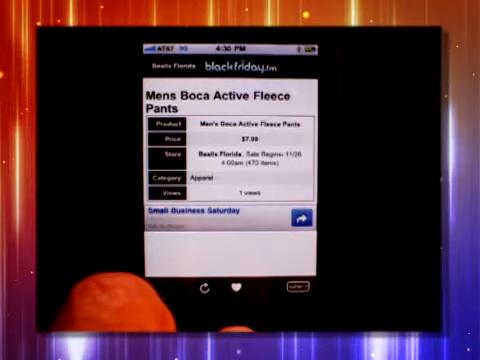 AT&T 3G 4:30 PM
Bealls Florida blackfriday.fm
Mens Boca Active Fleece
Pants
Product Men's Boca Active Fleece Pants
Price $7.99
Store Bealls Florida, Sale Begins: 11/26
4:00am (470 items)
Category Apparel
Views 1 views
Small Business Saturday